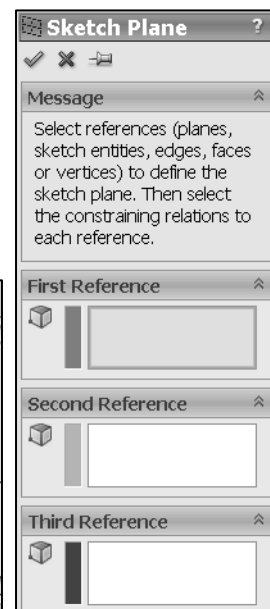 Sketch Plane ?
Message
Select references (planes,
sketch entities, edges, faces
or vertices) to define the
sketch plane. Then select
the constraining relations to
each reference.
First Reference
Second Reference
Third Reference